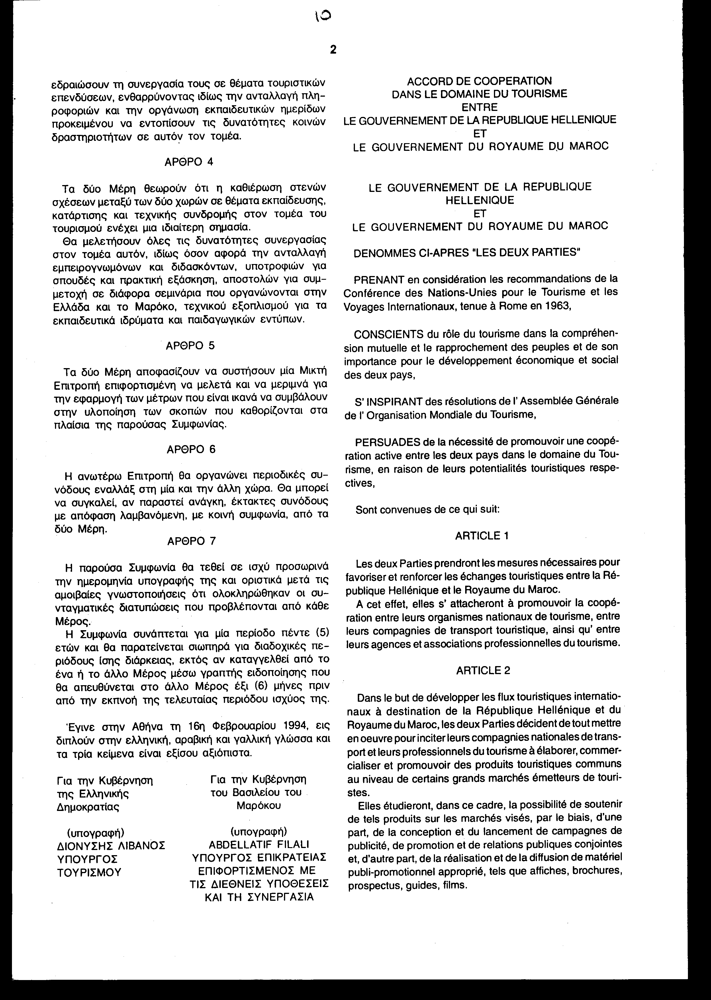 10
2
εδραιώσουν τη συνεργασία τους σε θέματα τουριστικών
επενδύσεων, ενθαρρύνοντας ιδίως την ανταλλαγή πλη-
ροφοριών και την οργάνωση εκπαιδευτικών ημερίδων
προκειμένου να εντοπίσουν τις δυνατότητες κοινών
δραστηριοτήτων σε αυτόν τον τομέα.
ΑΡΘΡΟ 4
Τα δύο Μέρη θεωρούν ότι η καθιέρωση στενών
σχέσεων μεταξύ των δύο χωρών σε θέματα εκπαίδευσης,
κατάρτισης και τεχνικής συνδρομής στον τομέα του
τουρισμού ενέχει μια ιδιαίτερη σημασία.
Θα μελετήσουν όλες τις δυνατότητες συνεργασίας
στον τομέα αυτόν, ιδίως όσον αφορά την ανταλλαγή
εμπειρογνωμόνων και διδασκόντων, υποτροφιών για
σπουδές και πρακτική εξάσκηση, αποστολών για συμ-
μετοχή σε διάφορα σεμινάρια που οργανώνονται στην
Ελλάδα και το Μαρόκο, τεχνικού εξοπλισμού για τα
εκπαιδευτικά ιδρύματα και παιδαγωγικών εντύπων.
ΑΡΘΡΟ 5
Τα δύο Μέρη αποφασίζουν να συστήσουν μία Μικτή
Επιτροπή επιφορτισμένη να μελετά και να μεριμνά για
την εφαρμογή των μέτρων που είναι ικανά να συμβάλουν
στην υλοποίηση των σκοπών που καθορίζονται στα
πλαίσια της παρούσας Συμφωνίας.
ΑΡΘΡΟ 6
Η ανωτέρω Επιτροπή θα οργανώνει περιοδικές συ-
νόδους εναλλάξ στη μία και την άλλη χώρα. Θα μπορεί
να συγκαλεί, αν παραστεί ανάγκη, έκτακτες συνόδους
με απόφαση λαμβανόμενη, με κοινή συμφωνία, από τα
δύο Μέρη.
ΑΡΘΡΟ 7
Η παρούσα Συμφωνία θα τεθεί σε ισχύ προσωρινά
την ημερομηνία υπογραφής της και οριστικά μετά τις
αμοιβαίες γνωστοποιήσεις ότι ολοκληρώθηκαν οι συ-
νταγματικές διατυπώσεις που προβλέπονται από κάθε
Μέρος.
Η Συμφωνία συνάπτεται για μία περίοδο πέντε (5)
ετών και θα παρατείνεται σιωπηρά για διαδοχικές πε-
ριόδους ίσης διάρκειας, εκτός αν καταγγελθεί από το
ένα ή το άλλο Μέρος μέσω γραπτής ειδοποίησης που
θα απευθύνεται στο άλλο Μέρος έξι (6) μήνες πριν
από την εκπνοή της τελευταίας περιόδου ισχύος της.
Έγινε στην Αθήνα τη 16η Φεβρουαρίου 1994, εις
διπλούν στην ελληνική, αραβική και γαλλική γλώσσα και
τα τρία κείμενα είναι εξίσου αξιόπιστα.
Για την Κυβέρνηση
της Ελληνικής
Δημοκρατίας
(υπογραφή)
ΔΙΟΝΥΣΗΣ ΛΙΒΑΝΟΣ
ΥΠΟΥΡΓΟΣ
ΤΟΥΡΙΣΜΟΥ
Για την Κυβέρνηση
του Βασιλείου του
Μαρόκου
(υπογραφή)
ABDELLATIF FILALI
ΥΠΟΥΡΓΟΣ ΕΠΙΚΡΑΤΕΙΑΣ
ΕΠΙΦΟΡΤΙΣΜΕΝΟΣ ΜΕ
ΤΙΣ ΔΙΕΘΝΕΙΣ ΥΠΟΘΕΣΕΙΣ
ΚΑΙ ΤΗ ΣΥΝΕΡΓΑΣΙΑ
ACCORD DE COOPERATION
DANS LE DOMAINE DU TOURISME
ENTRE
LE GOUVERNEMENT DE LA REPUBLIQUE HELLENIQUE
ET
LE GOUVERNEMENT DU ROYAUME DU MAROC
LE GOUVERNEMENT DE LA REPUBLIQUE
HELLENIQUE
ET
LE GOUVERNEMENT DU ROYAUME DU MAROC
DENOMMES CI-APRES "LES DEUX PARTIES"
PRENANT en considération les recommandations de la
Conférence des Nations-Unies pour le Tourisme et les
Voyages Internationaux, tenue à Rome en 1963,
CONSCIENTS du rôle du tourisme dans la compréhen-
sion mutuelle et le rapprochement des peuples et de son
importance pour le développement économique et social
des deux pays,
S' INSPIRANT des résolutions de l' Assemblée Générale
de l' Organisation Mondiale du Tourisme,
PERSUADES de la nécessité de promouvoir une coopé-
ration active entre les deux pays dans le domaine du Tou-
risme, en raison de leurs potentialités touristiques respe-
ctives,
Sont convenues de ce qui suit:
ARTICLE 1
Les deux Parties prendront les mesures nécessaires pour
favoriser et renforcer les échanges touristiques entre la Ré-
publique Hellénique et le Royaume du Maroc.
A cet effet, elles s' attacheront à promouvoir la coopé-
ration entre leurs organismes nationaux de tourisme, entre
leurs compagnies de transport touristique, ainsi qu' entre
leurs agences et associations professionnelles du tourisme.
ARTICLE 2
Dans le but de développer les flux touristiques internatio-
naux à destination de la République Hellénique et du
Royaume du Maroc, les deux Parties décident de tout mettre
en oeuvre pour inciter leurs compagnies nationales de trans-
port et leurs professionnels du tourisme à élaborer, commer-
cialiser et promouvoir des produits touristiques communs
au niveau de certains grands marchés émetteurs de touri-
stes.
Elles étudieront, dans ce cadre, la possibilité de soutenir
de tels produits sur les marchés visés, par le biais, d'une
part, de la conception et du lancement de campagnes de
publicité, de promotion et de relations publiques conjointes
et, d'autre part, de la réalisation et de la diffusion de matériel
publi-promotionnel approprié, tels que affiches, brochures,
prospectus, guides, films.